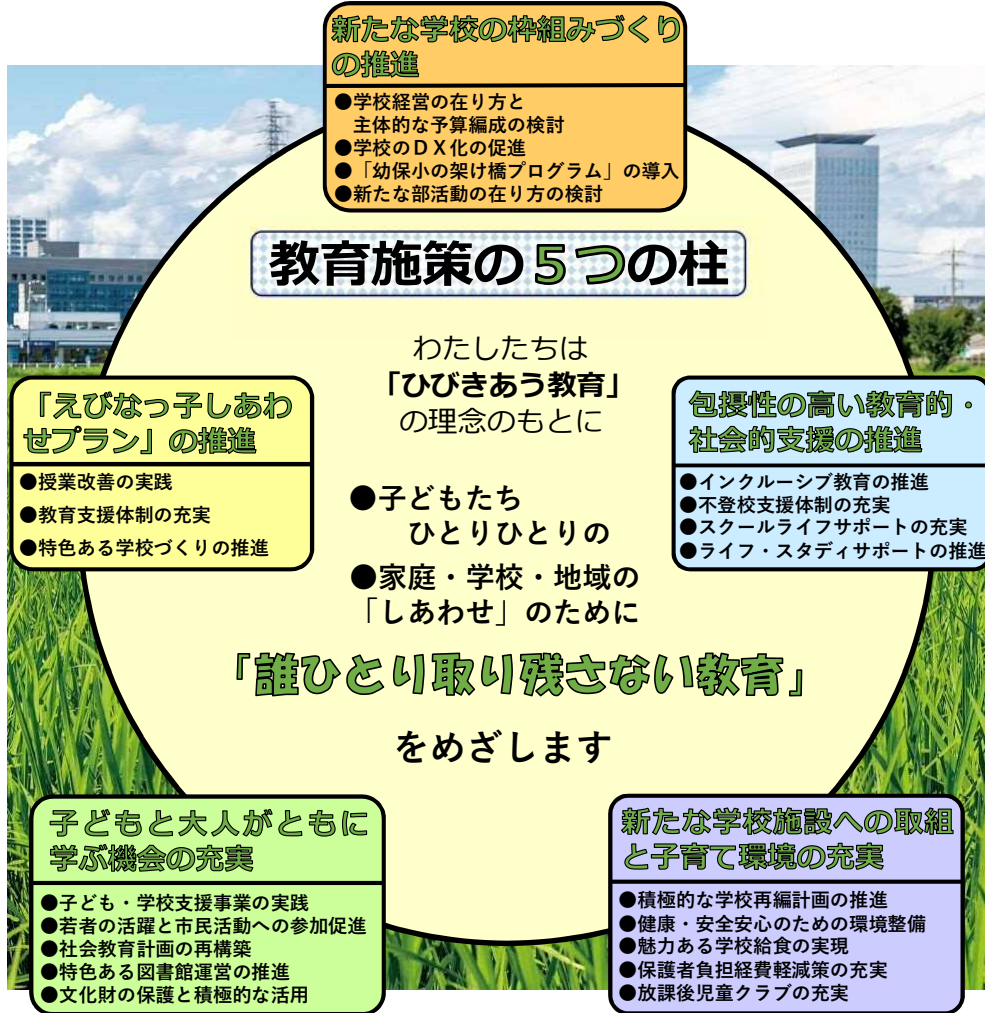 新たな学校の枠組みづくり
の推進
●学校経営の在り方と
主体的な予算編成の検討
●学校のＤＸ化の促進
●「幼保小の架け橋プログラム」の導入
●新たな部活動の在り方の検討
教育施策の５つの柱
わたしたちは
「ひびきあう教育」
の理念のもとに
●子どもたち
ひとりひとりの
●家庭・学校・地域の
「しあわせ」のために
「誰ひとり取り残さない教育」
をめざします
「えびなっ子しあわ
せプラン」の推進
●授業改善の実践
●教育支援体制の充実
●特色ある学校づくりの推進
包摂性の高い教育的・
社会的支援の推進
●インクルーシブ教育の推進
●不登校支援体制の充実
●スクールライフサポートの充実
●ライフ・スタディサポートの推進
子どもと大人がともに
学ぶ機会の充実
●子ども・学校支援事業の実践
●若者の活躍と市民活動への参加促進
●社会教育計画の再構築
●特色ある図書館運営の推進
●文化財の保護と積極的な活用
新たな学校施設への取組
と子育て環境の充実
●積極的な学校再編計画の推進
●健康・安全安心のための環境整備
●魅力ある学校給食の実現
●保護者負担経費軽減策の充実
●放課後児童クラブの充実